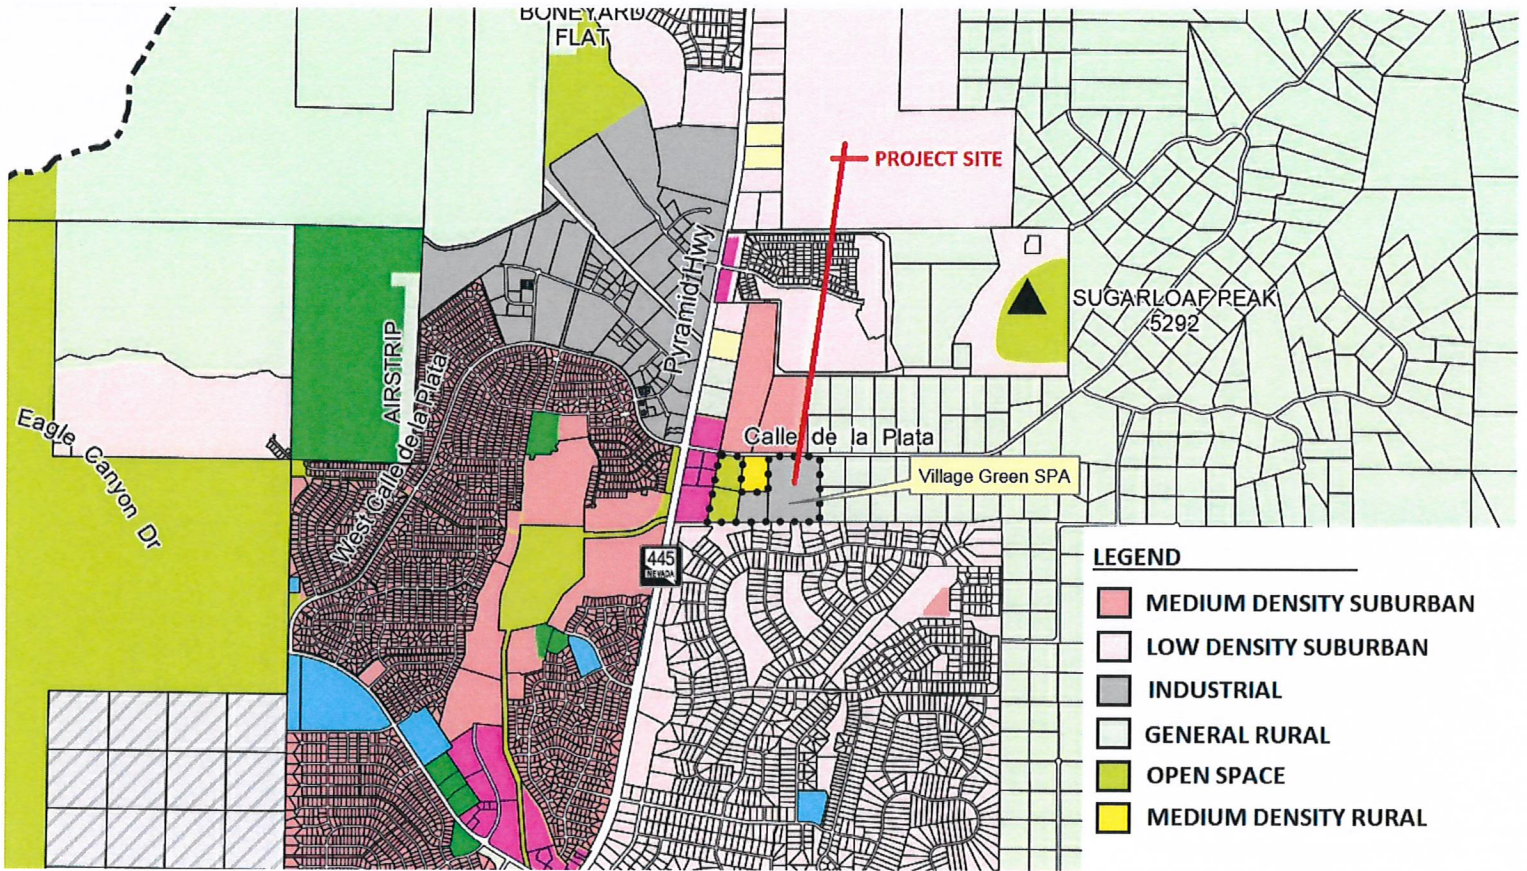 BONEYARD
FLAT
PROJECT SITE
Pyramid Hwy
SUGARLOAF PEAK
5292
AIRSTRIP
West Calle de la Plata
Eagle Canyon Dr
Calle de la Plata
Village Green SPA
445
NEVADA
LEGEND
MEDIUM DENSITY SUBURBAN
LOW DENSITY SUBURBAN
INDUSTRIAL
GENERAL RURAL
OPEN SPACE
MEDIUM DENSITY RURAL